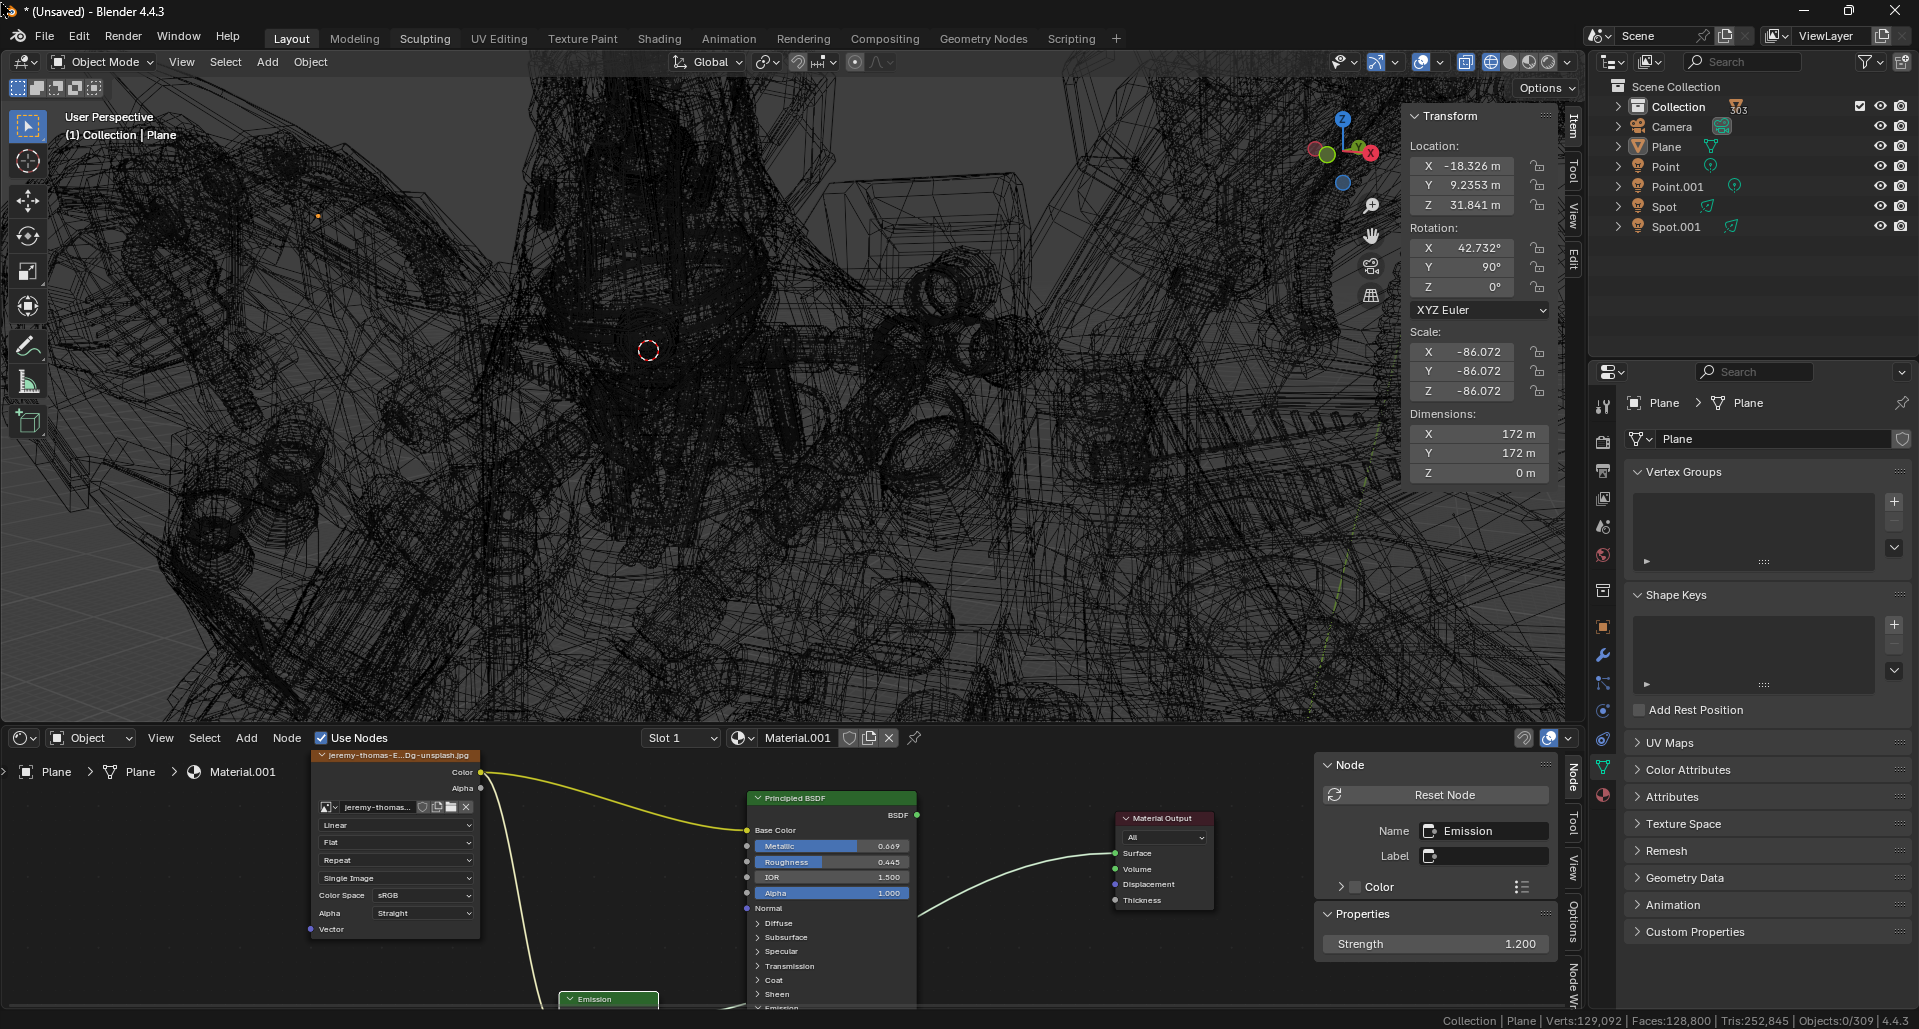 * (Unsaved) - Blender 4.4.3
File Edit Render Window Help
Layout Modeling Sculpting UV Editing Texture Paint Shading Animation Rendering Compositing Geometry Nodes Scripting +
Scene
ViewLayer
Object Mode View Select Add Object
Global
Options
User Perspective
(1) Collection | Plane
Transform
Location:
X -18.326 m
Y 9.2353 m
Z 31.841 m
Rotation:
X 42.732°
Y 90°
Z 0°
XYZ Euler
Scale:
X -86.072
Y -86.072
Z -86.072
Dimensions:
X 172 m
Y 172 m
Z 0 m
Item
Tool
View
Edit
Z
Y
X
Search
Scene Collection
Collection 303
Camera
Plane
Point
Point.001
Spot
Spot.001
Search
Plane > Plane
Plane
Vertex Groups
Shape Keys
Add Rest Position
UV Maps
Color Attributes
Attributes
Texture Space
Remesh
Geometry Data
Animation
Custom Properties
Object View Select Add Node Use Nodes
Slot 1
Material.001
Plane > Plane > Material.001
jeremy-thomas-E...Dg-unsplash.jpg
Color
Alpha
jeremy-thomas...
Linear
Flat
Repeat
Single Image
Color Space sRGB
Alpha Straight
Vector
Emission
Principled BSDF
BSDF
Base Color
Metallic 0.669
Roughness 0.445
IOR 1.500
Alpha 1.000
Normal
Diffuse
Subsurface
Specular
Transmission
Coat
Sheen
Emission
Material Output
All
Surface
Volume
Displacement
Thickness
Node
Reset Node
Name Emission
Label
Color
Properties
Strength 1.200
Node
Tool
View
Options
Node Wr
Collection | Plane | Verts:129,092 | Faces:128,800 | Tris:252,845 | Objects:0/309 | 4.4.3